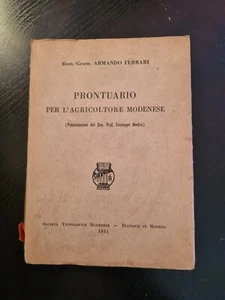 Dott. Comm. ARMANDO FERRARI
PRONTUARIO
PER L'AGRICOLTORE MODENESE
(Presentazione del Sen. Prof. Giuseppe Medici)
SOCIETÀ TIPOGRAFICA MODENESE - EDITRICE IN MODENA
1951